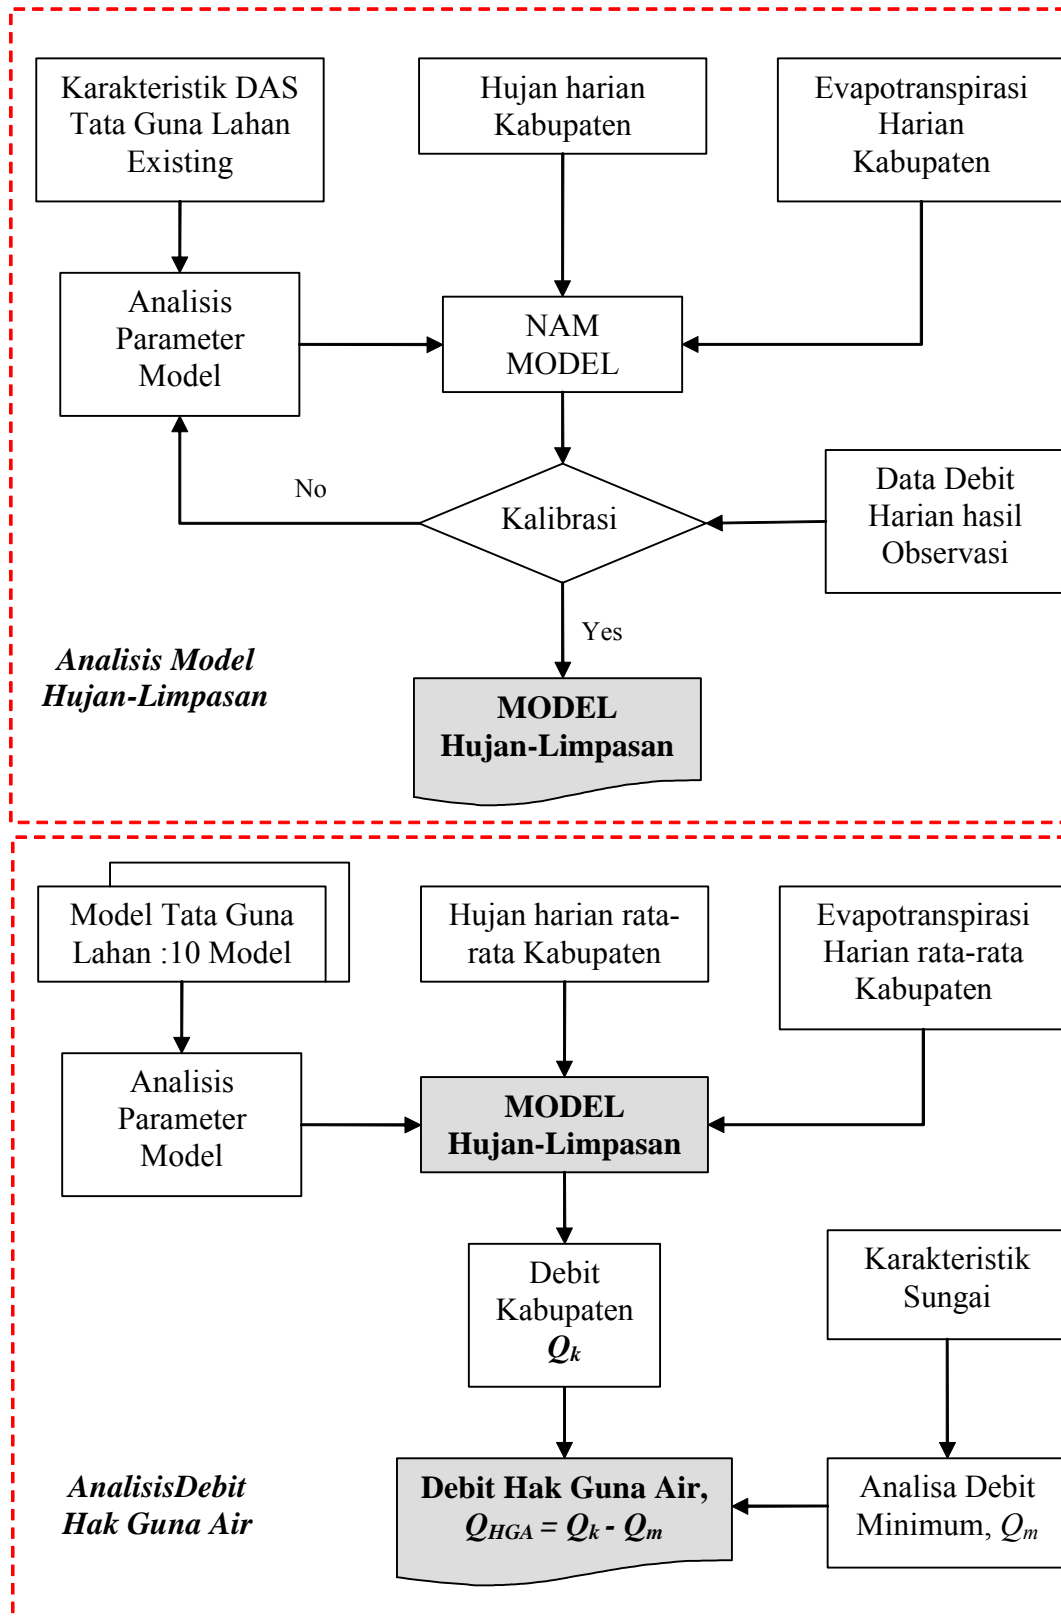 Karakteristik DAS
Tata Guna Lahan
Existing
Hujan harian
Kabupaten
Evapotranspirasi
Harian
Kabupaten
Analisis
Parameter
Model
NAM
MODEL
No
Kalibrasi
Data Debit
Harian hasil
Observasi
Yes
Analisis Model
Hujan-Limpasan
MODEL
Hujan-Limpasan
Model Tata Guna
Lahan :10 Model
Hujan harian rata-
rata Kabupaten
Evapotranspirasi
Harian rata-rata
Kabupaten
Analisis
Parameter
Model
MODEL
Hujan-Limpasan
Debit
Kabupaten
Qk
Karakteristik
Sungai
AnalisisDebit
Hak Guna Air
Debit Hak Guna Air,
QHGA = Qk - Qm
Analisa Debit
Minimum, Qm